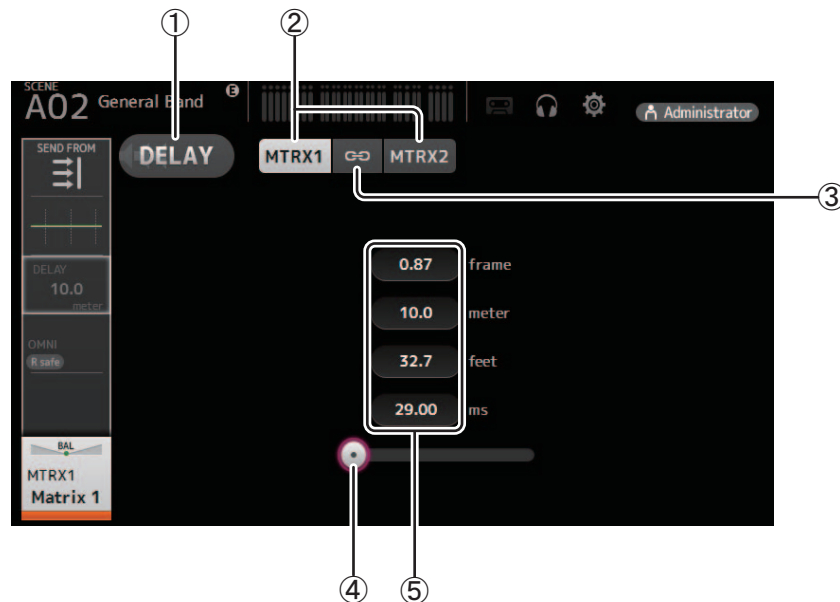 ① ②
SCENE
A02 General Band E
Administrator
SEND FROM
DELAY
MTRX1 MTRX2
③
0.87 frame
DELAY
10.0
meter
10.0 meter
OMNI
R safe
32.7 feet
29.00 ms
BAL
MTRX1
Matrix 1
④ ⑤